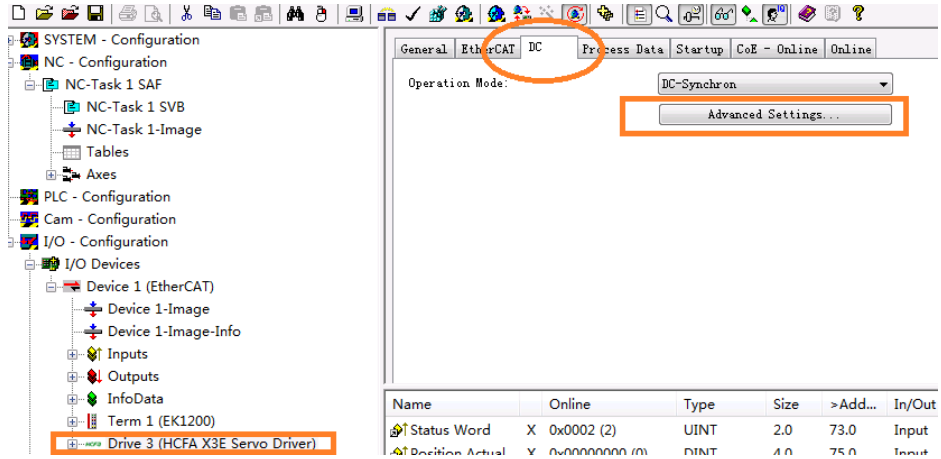 SYSTEM - Configuration
NC - Configuration
NC-Task 1 SAF
NC-Task 1 SVB
NC-Task 1-Image
Tables
Axes
PLC - Configuration
Cam - Configuration
I/O - Configuration
I/O Devices
Device 1 (EtherCAT)
Device 1-Image
Device 1-Image-Info
Inputs
Outputs
InfoData
Term 1 (EK1200)
HCFA Drive 3 (HCFA X3E Servo Driver)
General EtherCAT DC Process Data Startup CoE - Online Online
Operation Mode: DC-Synchron
Advanced Settings...
Name Online Type Size >Add... In/Out
Status Word X 0x0002 (2) UINT 2.0 73.0 Input
Position Actual X 0x00000000 (0) DINT 4.0 75.0 Input